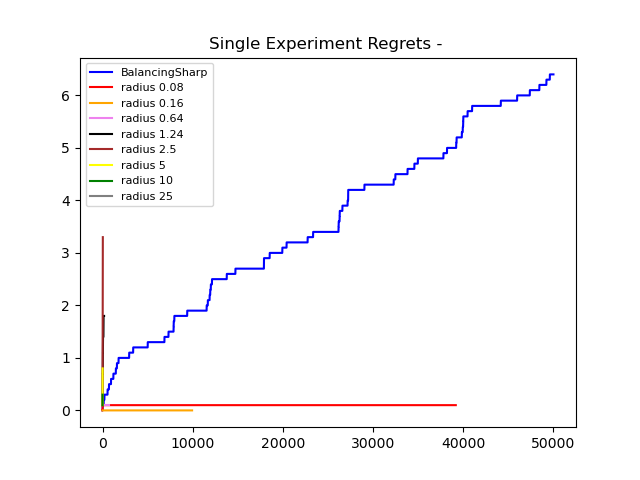 Single Experiment Regrets -
BalancingSharp
radius 0.08
radius 0.16
radius 0.64
radius 1.24
radius 2.5
radius 5
radius 10
radius 25
6
5
4
3
2
1
0
0 10000 20000 30000 40000 50000